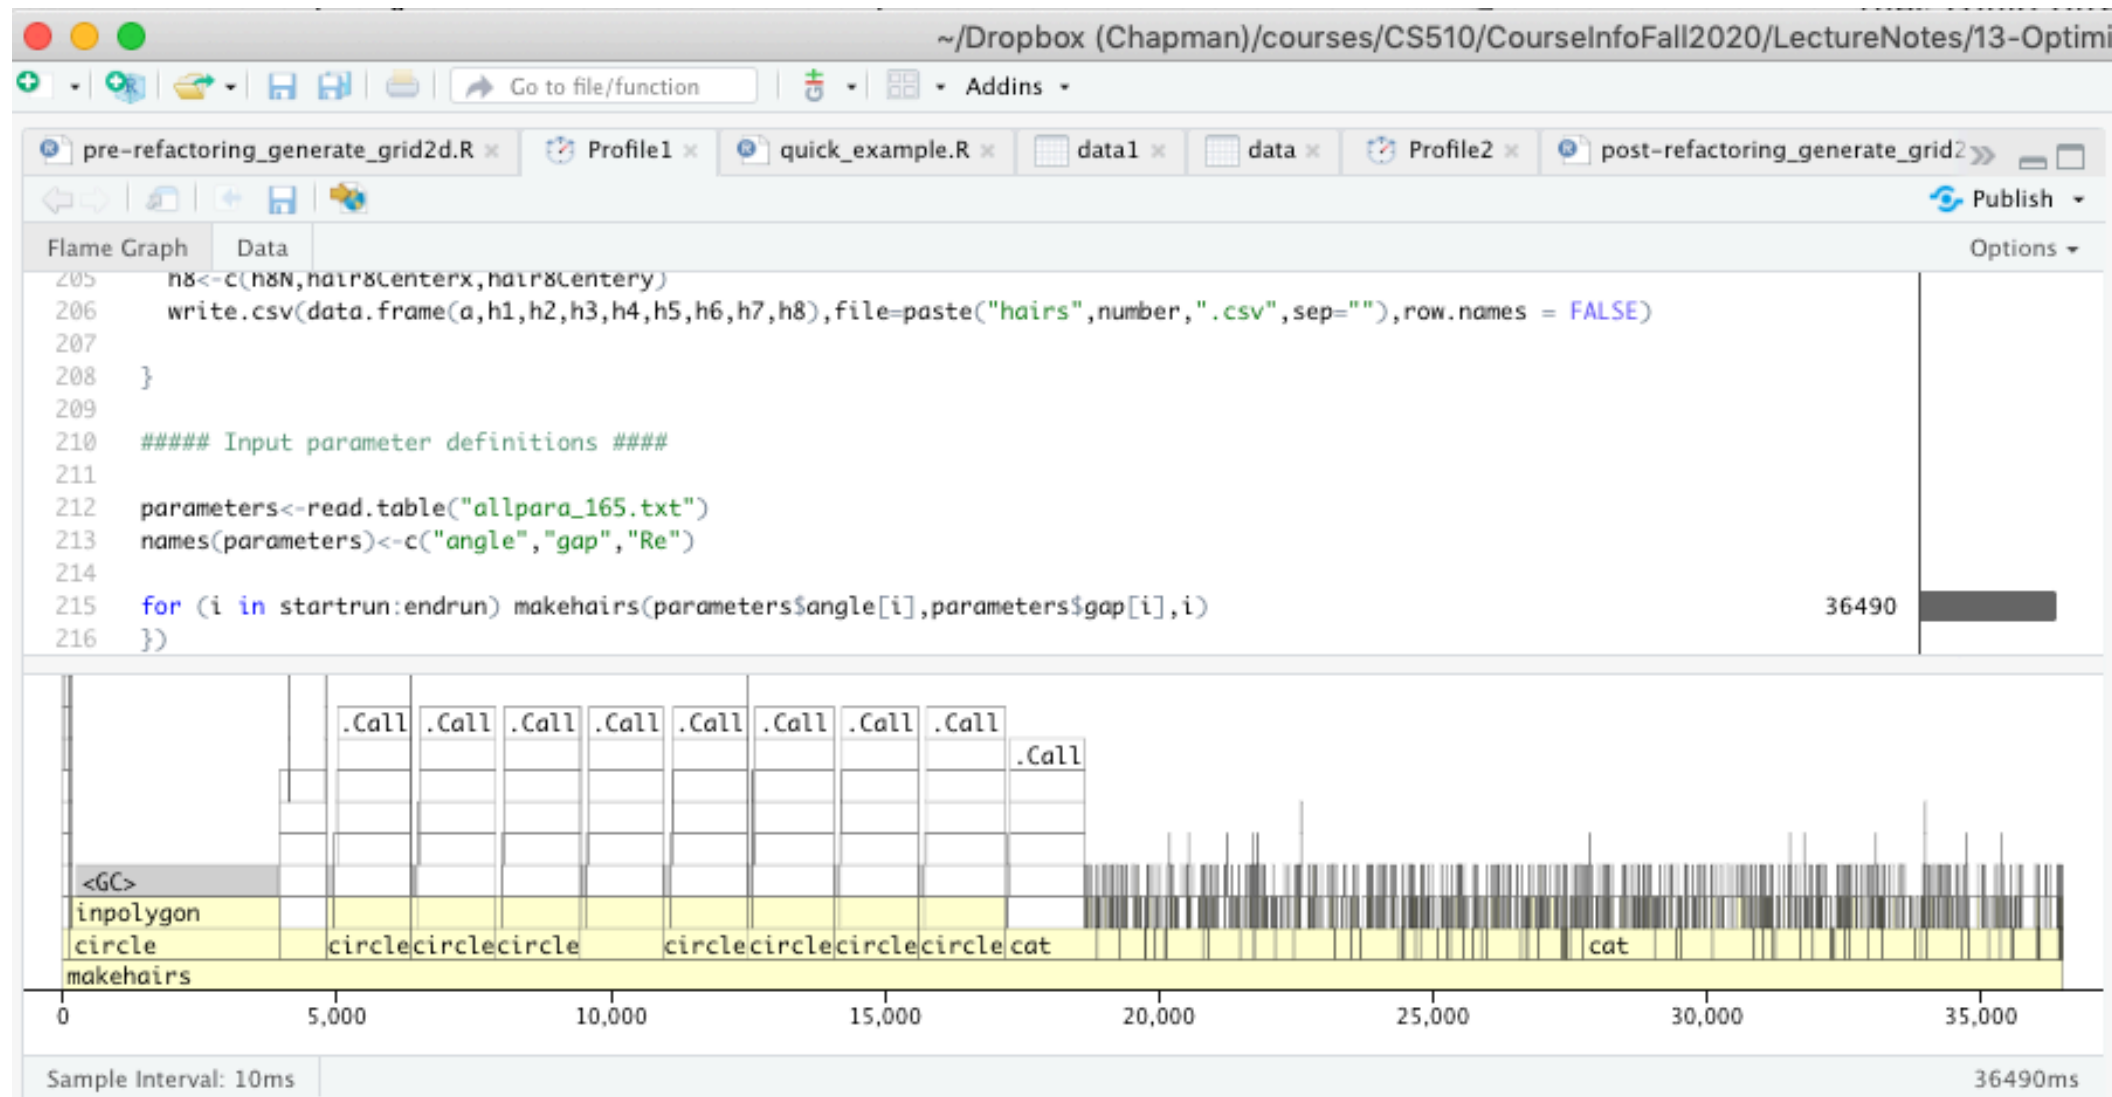 ~/Dropbox (Chapman)/courses/CS510/CourseInfoFall2020/LectureNotes/13-Optimi
Go to file/function Addins
pre-refactoring_generate_grid2d.R Profile1 quick_example.R data1 data Profile2 post-refactoring_generate_grid2
Publish
Flame Graph Data Options
205 h8<-c(h8N,hair8Centerx,hair8Centery)
206 write.csv(data.frame(a,h1,h2,h3,h4,h5,h6,h7,h8),file=paste("hairs",number,".csv",sep=""),row.names = FALSE)
207
208 }
209
210 ##### Input parameter definitions ####
211
212 parameters<-read.table("allpara_165.txt")
213 names(parameters)<-c("angle","gap","Re")
214
215 for (i in startrun:endrun) makehairs(parameters$angle[i],parameters$gap[i],i) 36490
216 })
.Call .Call .Call .Call .Call .Call .Call .Call
.Call
<GC>
inpolygon
circle circle circle circle circle circle circle circle cat cat
makehairs
0 5,000 10,000 15,000 20,000 25,000 30,000 35,000
Sample Interval: 10ms 36490ms